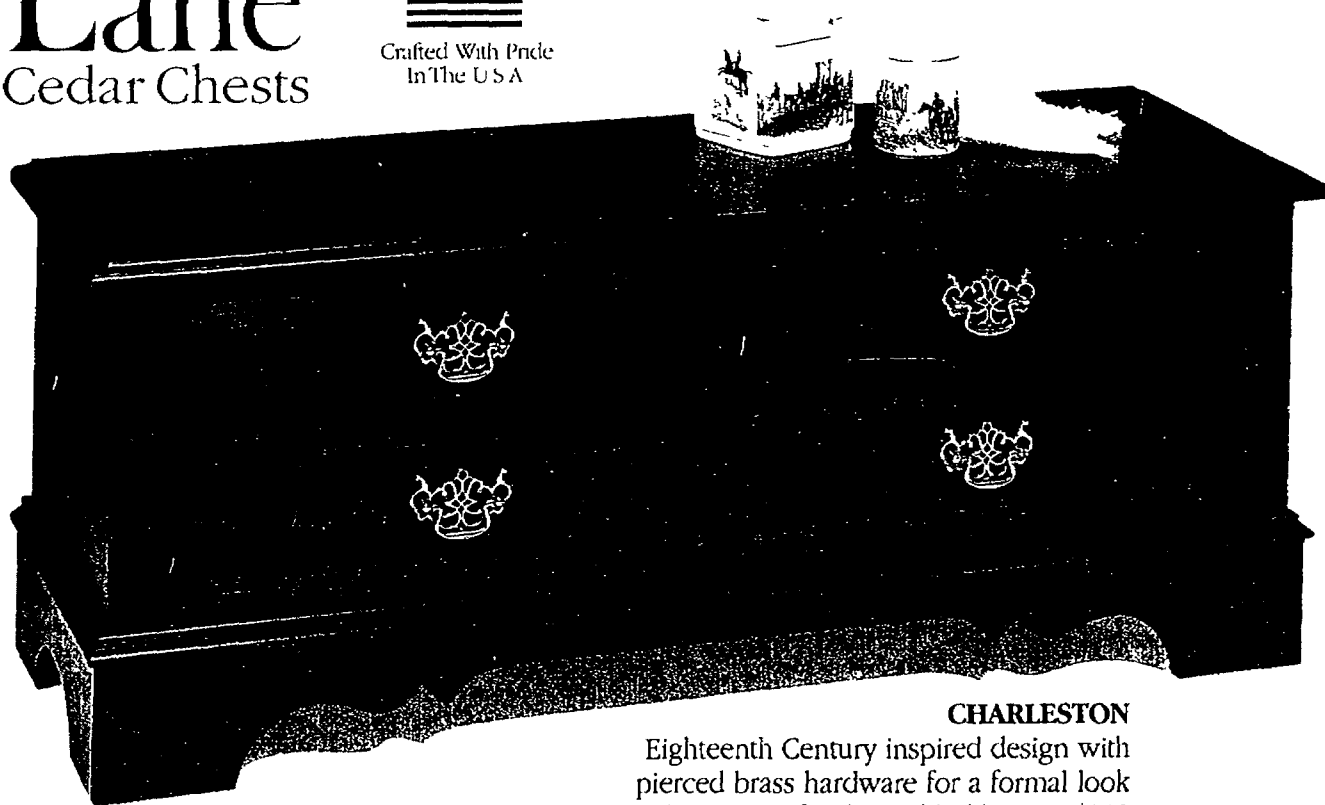 Lane
Cedar Chests
Crafted With Pride
In The U S A
CHARLESTON
Eighteenth Century inspired design with
pierced brass hardware for a formal look